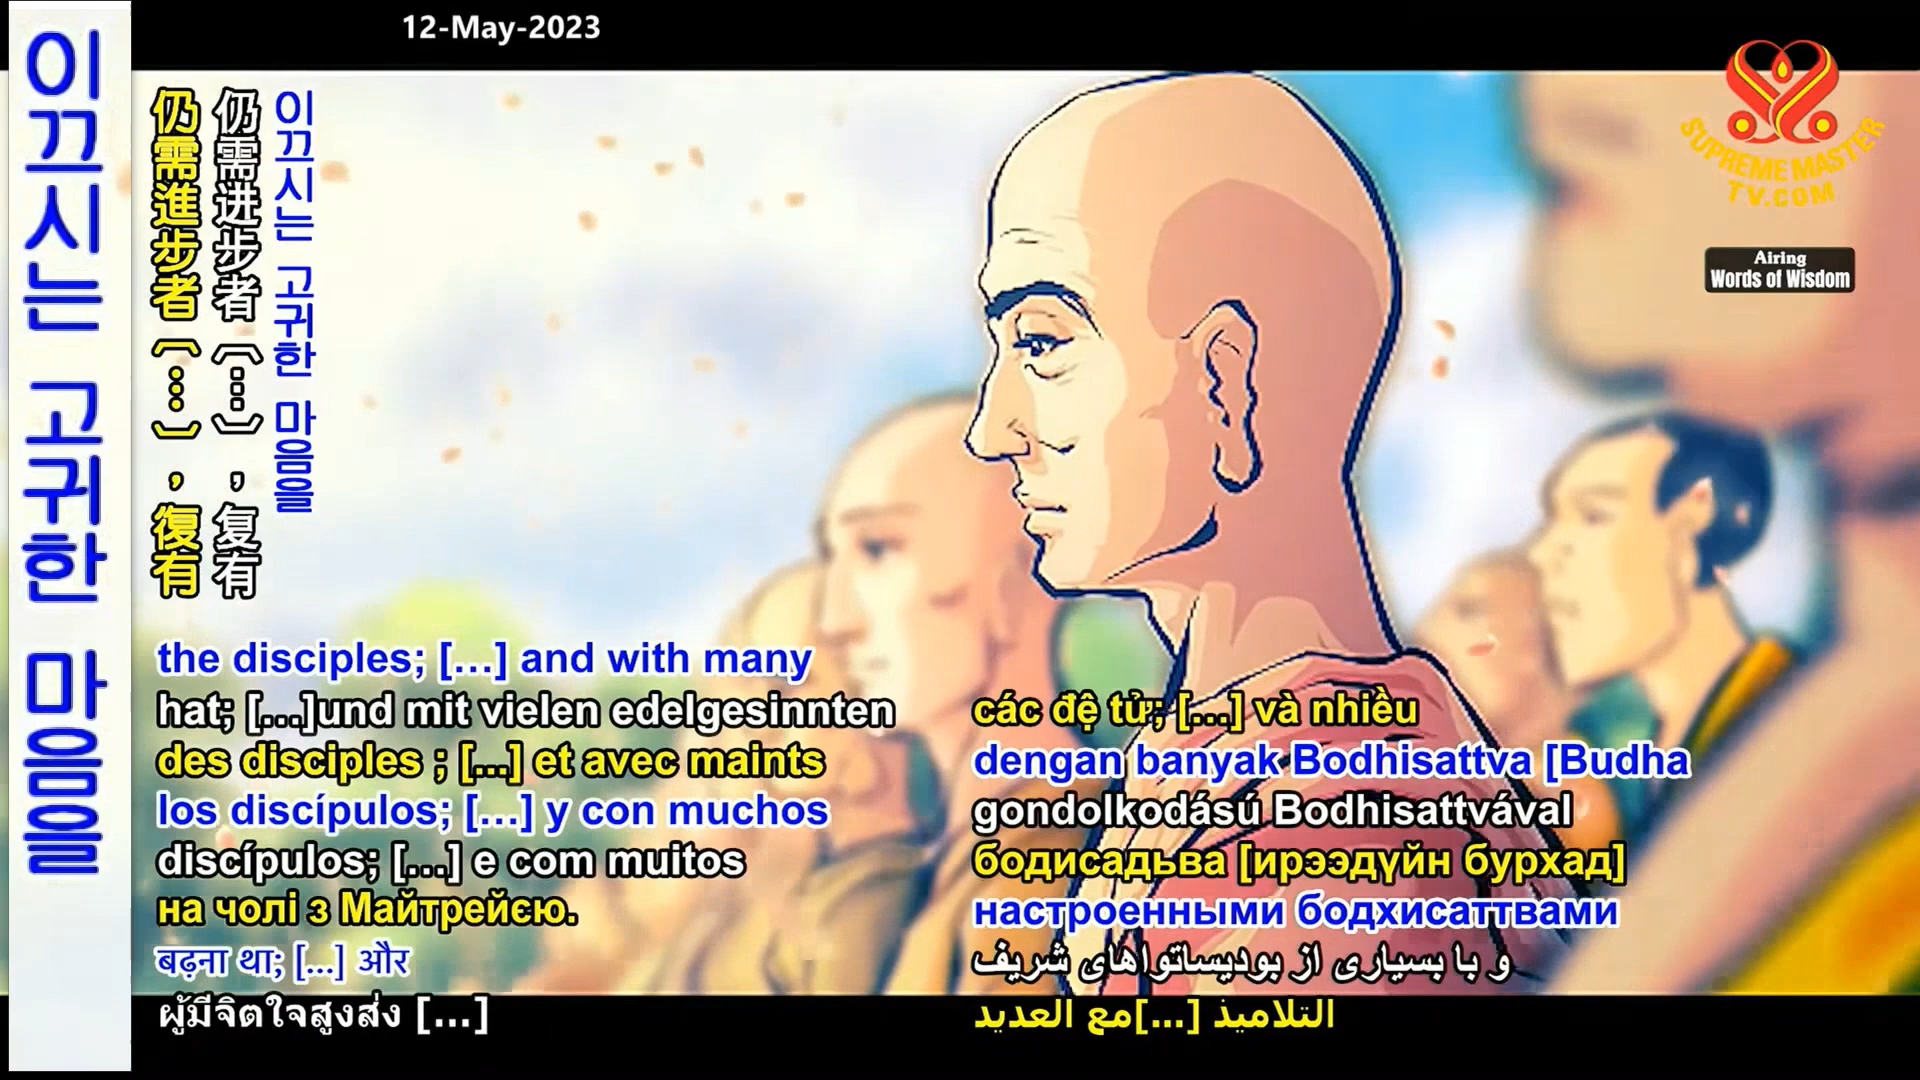 12-May-2023
이끄시는 고귀한 마음을
仍需進步者〔…〕，復有
仍需进步者〔…〕，复有
이끄시는 고귀한 마음을
SUPREME MASTER
TV.COM
Airing
Words of Wisdom
the disciples; […] and with many
hat; […]und mit vielen edelgesinnten
des disciples ; […] et avec maints
los discípulos; […] y con muchos
discípulos; […] e com muitos
на чолі з Майтрейєю.
बढ़ना था; […] और
ผู้มีจิตใจสูงส่ง […]
các đệ tử; […] và nhiều
dengan banyak Bodhisattva [Budha
gondolkodású Bodhisattvával
бодисадьва [ирээдүйн бурхад]
настроенными бодхисаттвами
و با بسیاری از بودیساتواهای شریف
التلاميذ […]مع العديد